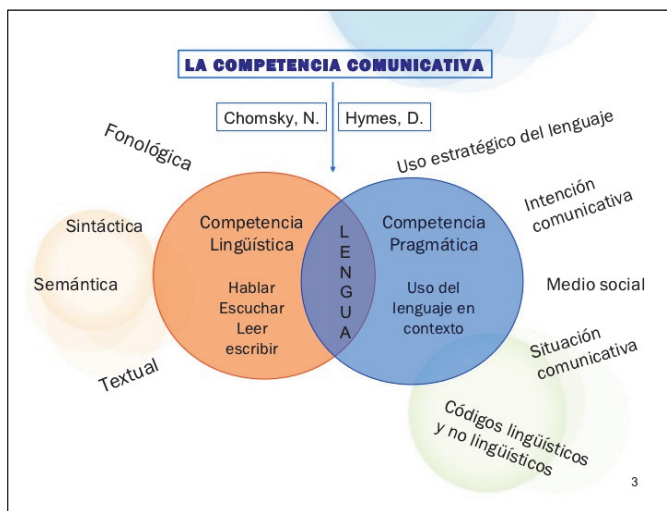 LA COMPETENCIA COMUNICATIVA
Chomsky, N.
Hymes, D.
Fonológica
Sintáctica
Semántica
Textual
Competencia
Lingüística
Hablar
Escuchar
Leer
escribir
LENGUA
Competencia
Pragmática
Uso del
lenguaje en
contexto
Uso estratégico del lenguaje
Intención
comunicativa
Medio social
Situación
comunicativa
Códigos lingüísticos
y no lingüísticos
3